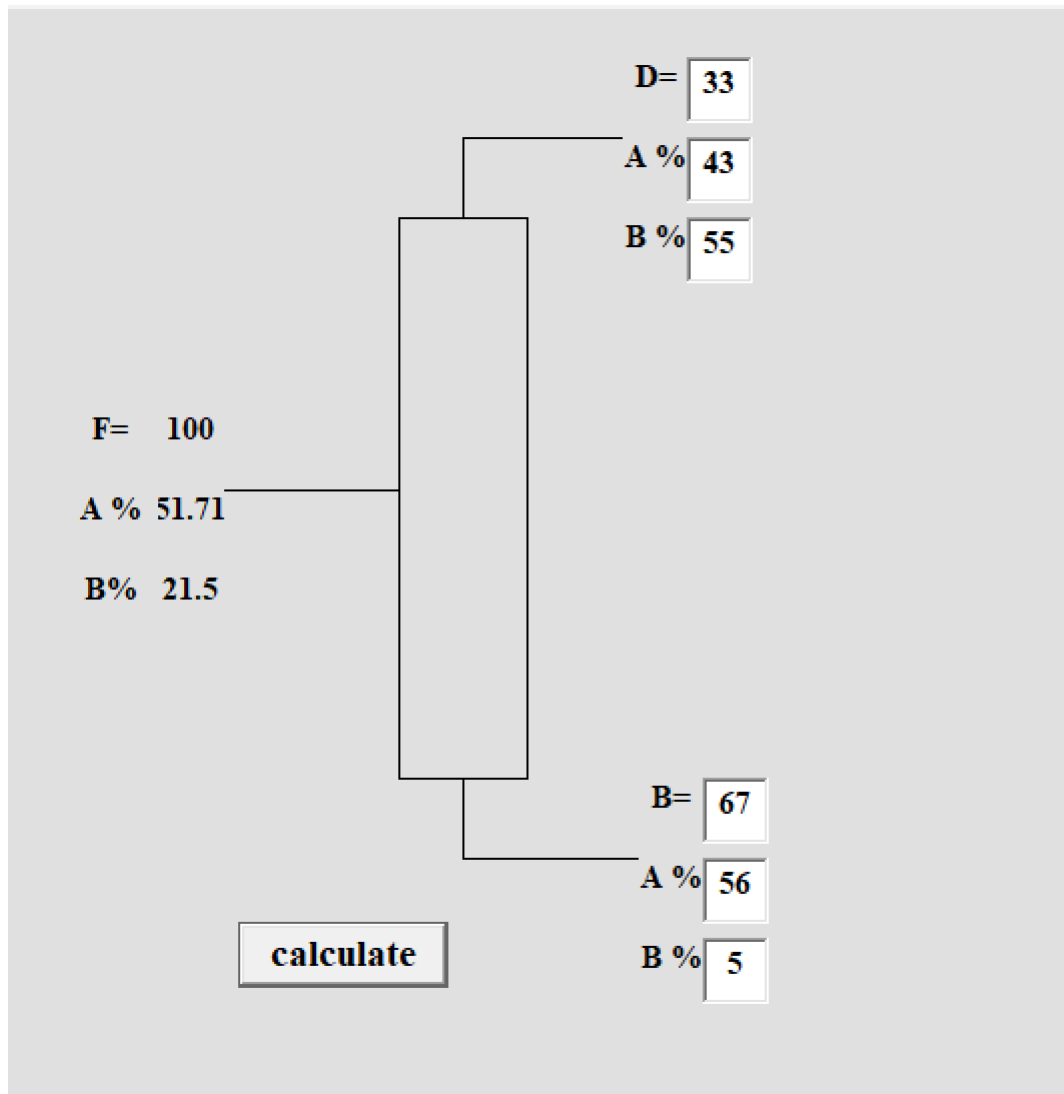 D= 33
A % 43
B % 55
F= 100
A % 51.71
B% 21.5
B= 67
A % 56
B % 5
calculate